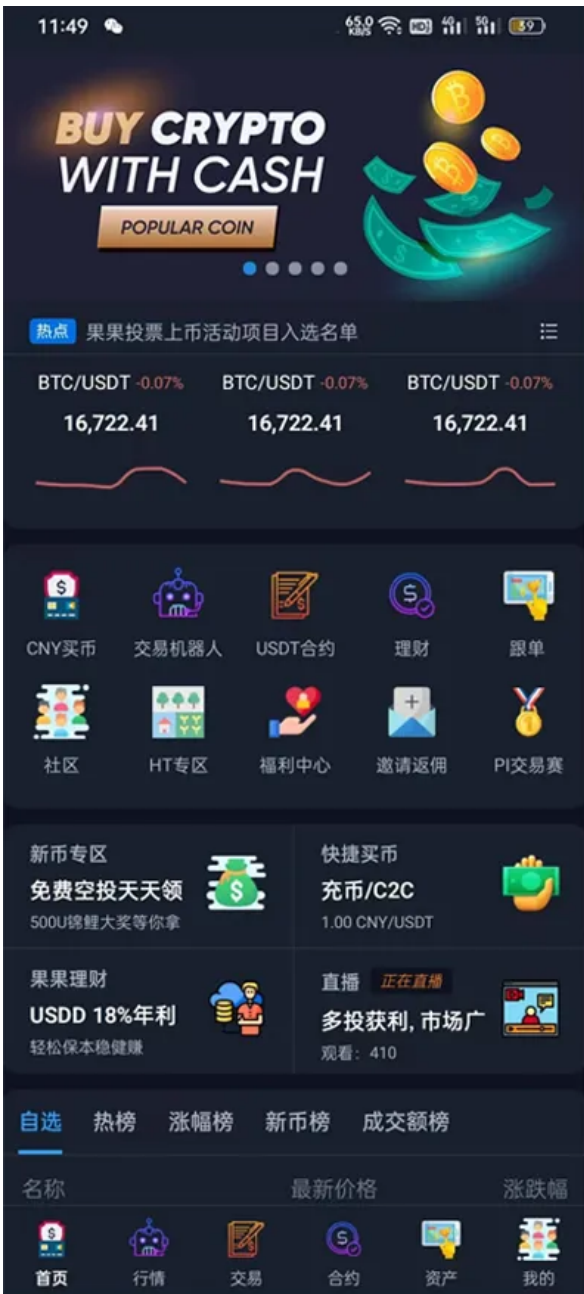 11:49 65.0 KB/S HD 4G 5G 39
BUY CRYPTO
WITH CASH
POPULAR COIN
热点 果果投票上币活动项目入选名单
BTC/USDT -0.07% BTC/USDT -0.07% BTC/USDT -0.07%
16,722.41 16,722.41 16,722.41
CNY买币 交易机器人 USDT合约 理财 跟单
社区 HT专区 福利中心 邀请返佣 PI交易赛
新币专区
免费空投天天领
500U锦鲤大奖等你拿
快捷买币
充币/C2C
1.00 CNY/USDT
果果理财
USDD 18%年利
轻松保本稳健赚
直播 正在直播
多投获利, 市场广
观看: 410
自选 热榜 涨幅榜 新币榜 成交额榜
名称 最新价格 涨跌幅
首页 行情 交易 合约 资产 我的